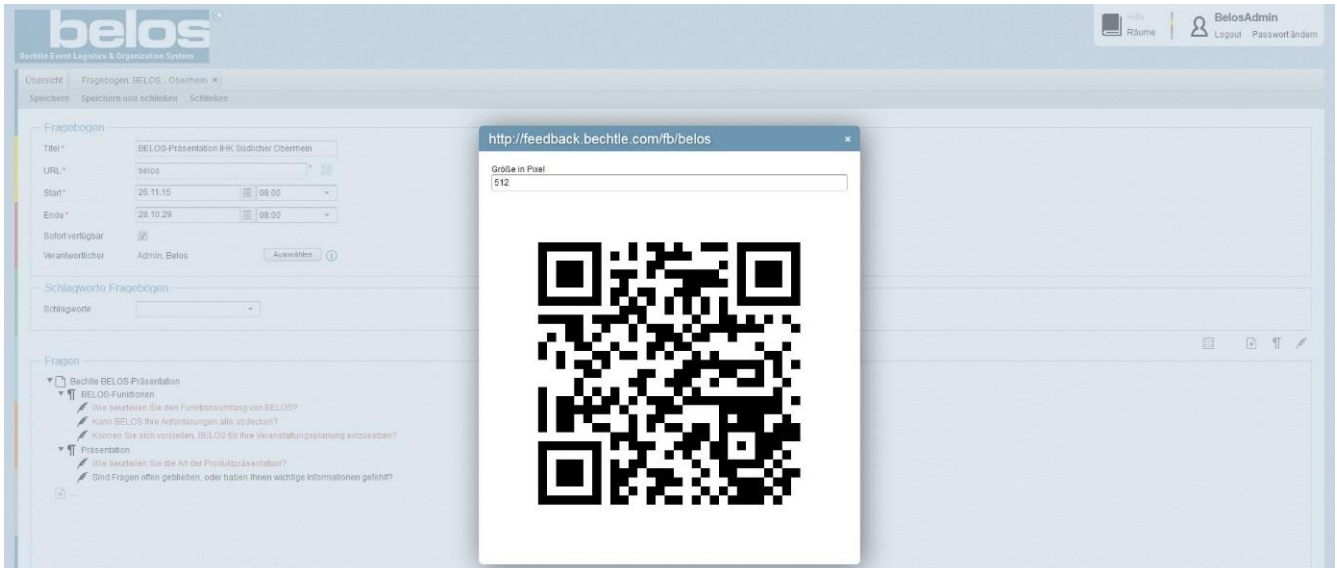 belos
Bechtle Event Logistics & Organization System
Hilfe
Räume
BelosAdmin
Logout Passwort ändern
Übersicht Fragebogen: BELOS... Oberrhein ×
Speichern Speichern und schließen Schließen
Fragebogen
Titel* BELOS-Präsentation IHK Südlicher Oberrhein
URL* belos *
Start* 25.11.15 08:00
Ende* 28.10.29 08:00
Sofort verfügbar
Verantwortlicher Admin, Belos Auswählen
Schlagworte Fragebogen
Schlagworte
Fragen
Bechtle BELOS-Präsentation
¶ BELOS-Funktionen
Wie beurteilen Sie den Funktionsumfang von BELOS?
Kann BELOS Ihre Anforderungen alle abdecken?
Können Sie sich vorstellen, BELOS für Ihre Veranstaltungsplanung einzusetzen?
¶ Präsentation
Wie beurteilen Sie die Art der Produktpräsentation?
Sind Fragen offen geblieben, oder haben Ihnen wichtige Informationen gefehlt?
...
http://feedback.bechtle.com/fb/belos ×
Größe in Pixel
512